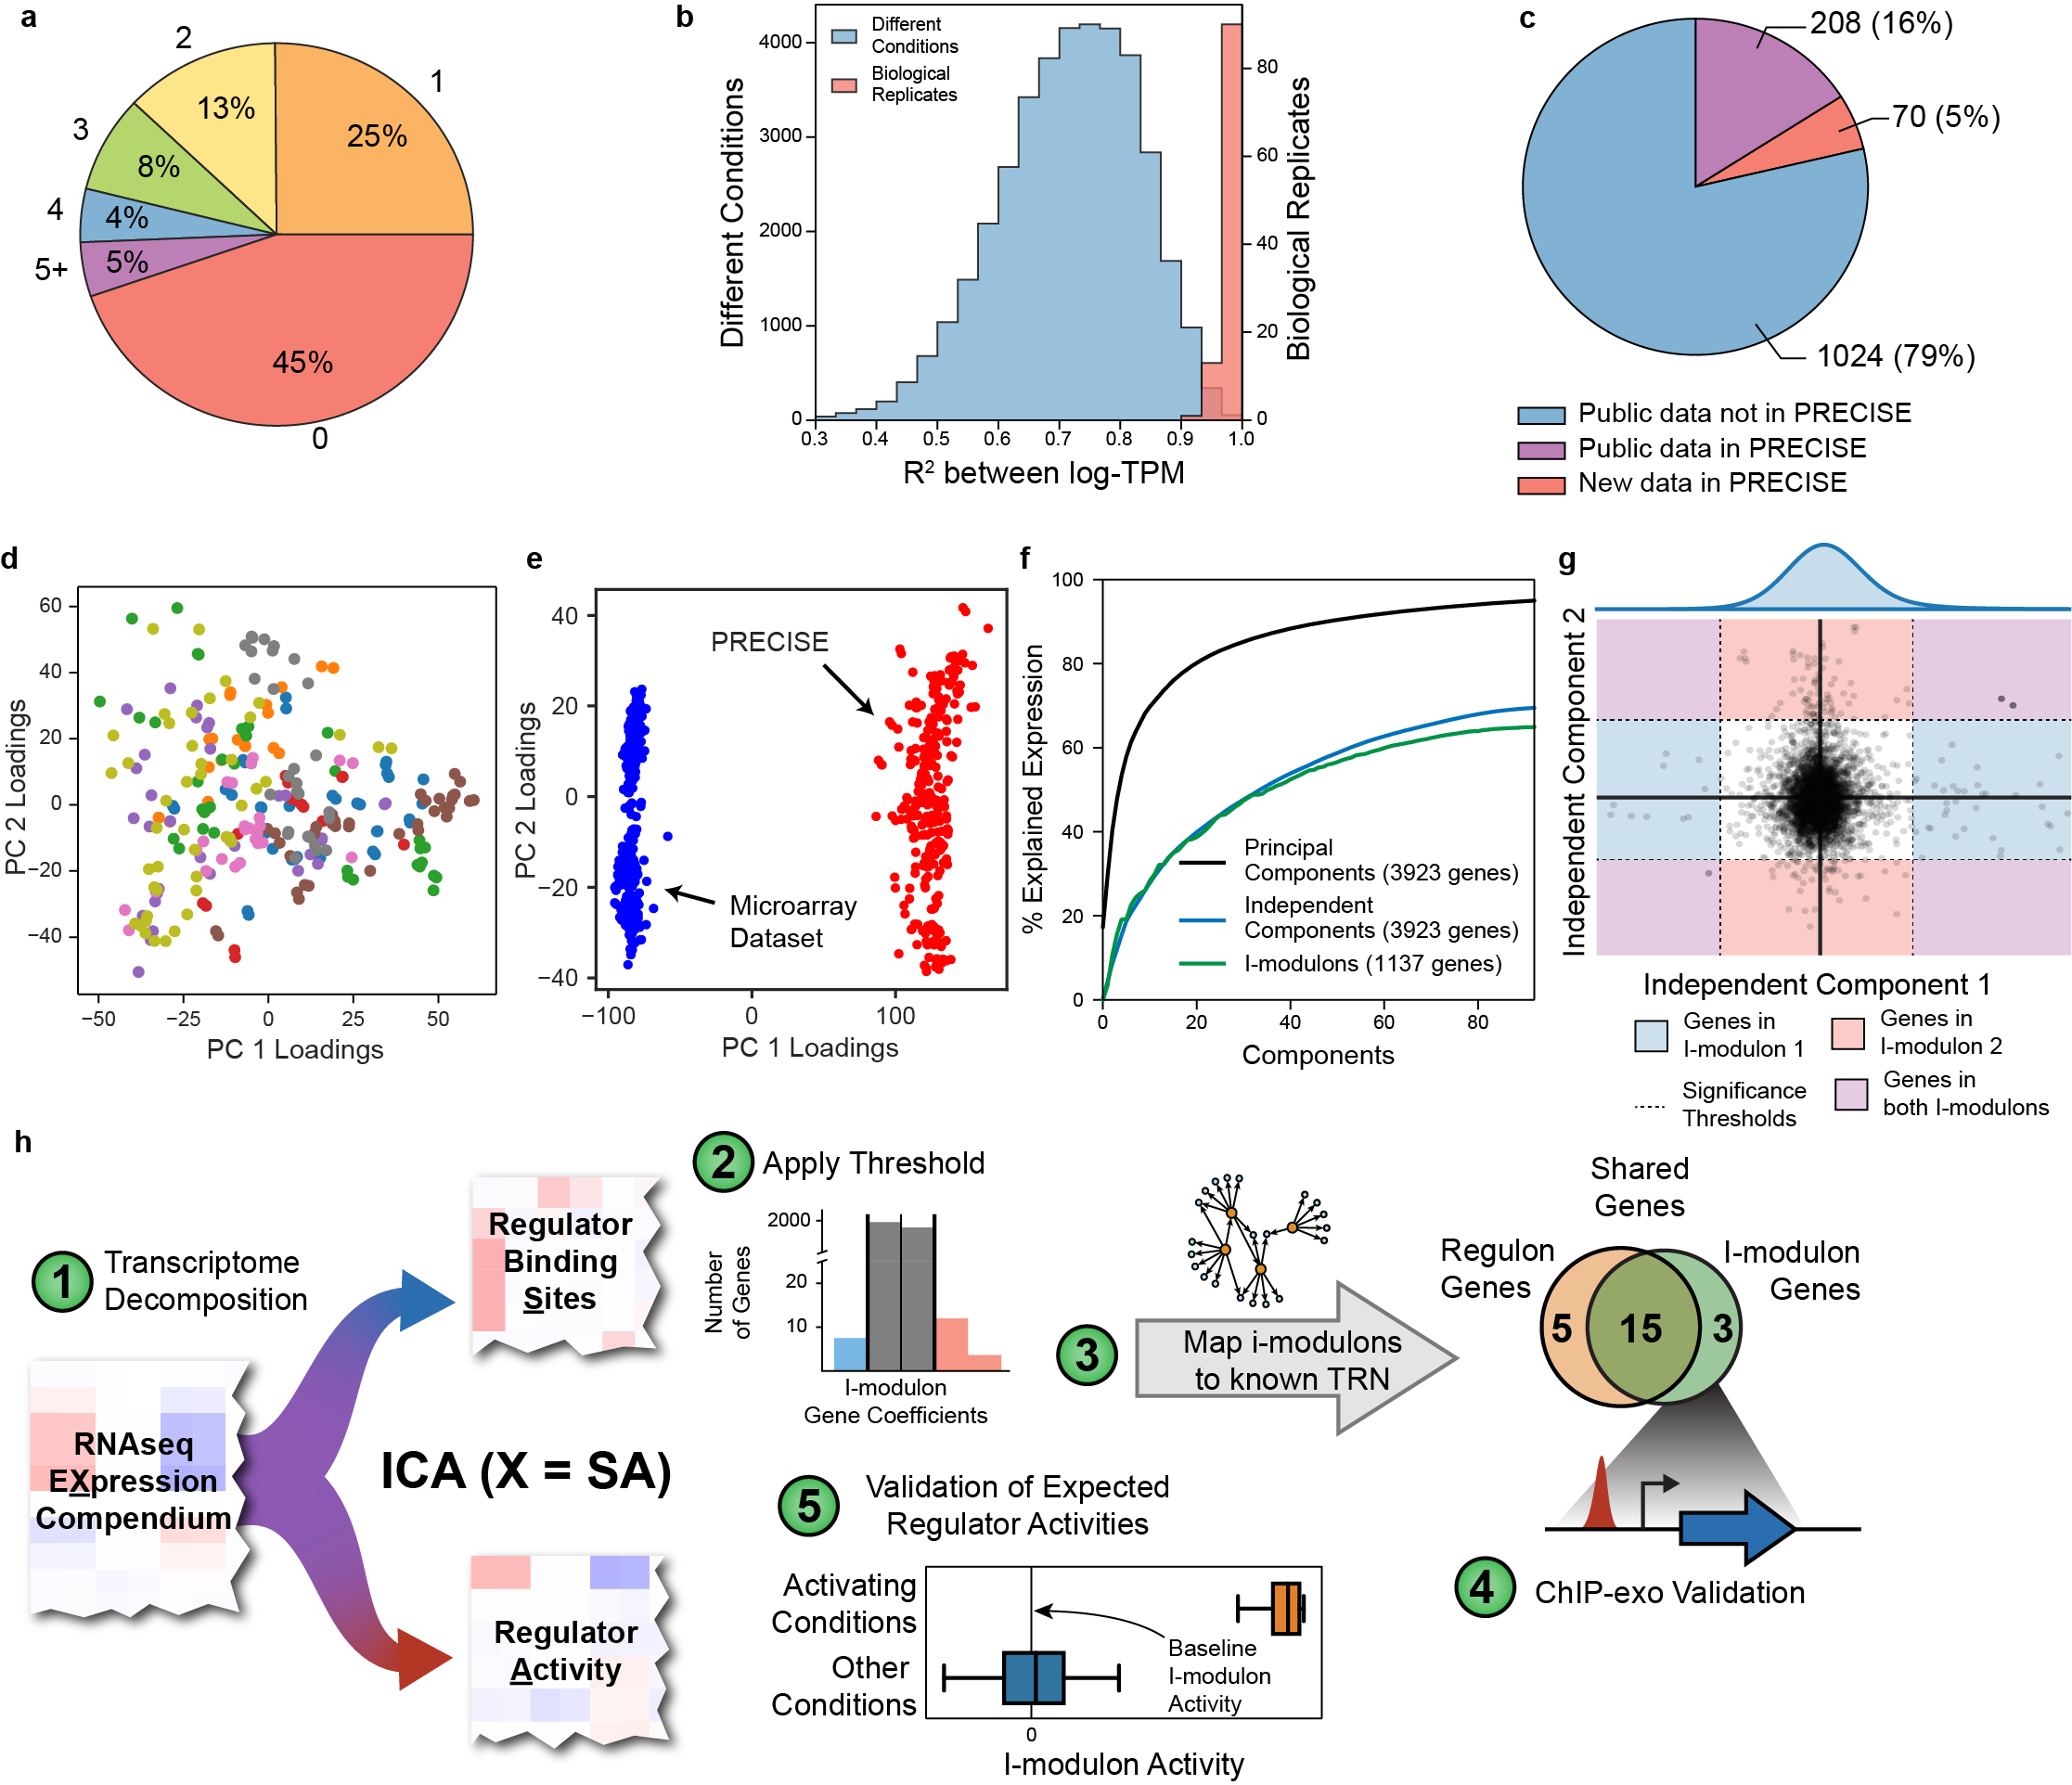 a
2
1
3
13%
25%
8%
4
4%
5+
5%
45%
0
b
Different
Conditions
Biological
Replicates
4000
3000
2000
1000
0
80
60
40
20
0
Different Conditions
Biological Replicates
0.3
0.4
0.5
0.6
0.7
0.8
0.9
1.0
R² between log-TPM
c
208 (16%)
70 (5%)
1024 (79%)
Public data not in PRECISE
Public data in PRECISE
New data in PRECISE
d
60
40
20
0
−20
−40
PC 2 Loadings
−50
−25
0
25
50
PC 1 Loadings
e
40
20
0
−20
−40
PC 2 Loadings
PRECISE
Microarray
Dataset
−100
0
100
PC 1 Loadings
f
100
80
60
40
20
0
% Explained Expression
Principal
Components (3923 genes)
Independent
Components (3923 genes)
I-modulons (1137 genes)
0
20
40
60
80
Components
g
Independent Component 2
Independent Component 1
Genes in
I-modulon 1
Genes in
I-modulon 2
Significance
Thresholds
Genes in
both I-modulons
h
1
Transcriptome
Decomposition
RNAseq
EXpression
Compendium
Regulator
Binding
Sites
ICA (X = SA)
Regulator
Activity
2
Apply Threshold
2000
20
10
Number
of Genes
I-modulon
Gene Coefficients
3
Map i-modulons
to known TRN
Shared
Genes
Regulon
Genes
I-modulon
Genes
5
15
3
4
ChIP-exo Validation
5
Validation of Expected
Regulator Activities
Activating
Conditions
Other
Conditions
Baseline
I-modulon
Activity
0
I-modulon Activity